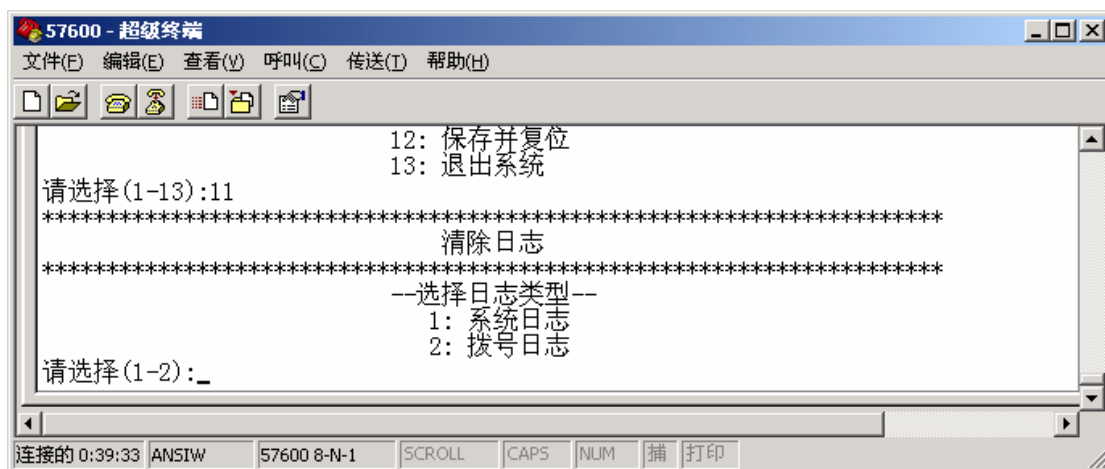 57600 - 超级终端
文件(F) 编辑(E) 查看(V) 呼叫(C) 传送(T) 帮助(H)
12: 保存并复位
13: 退出系统
请选择(1-13):11
***********************************************************************
清除日志
***********************************************************************
--选择日志类型--
1: 系统日志
2: 拨号日志
请选择(1-2):_
连接的 0:39:33 ANSIW 57600 8-N-1 SCROLL CAPS NUM 捕 打印